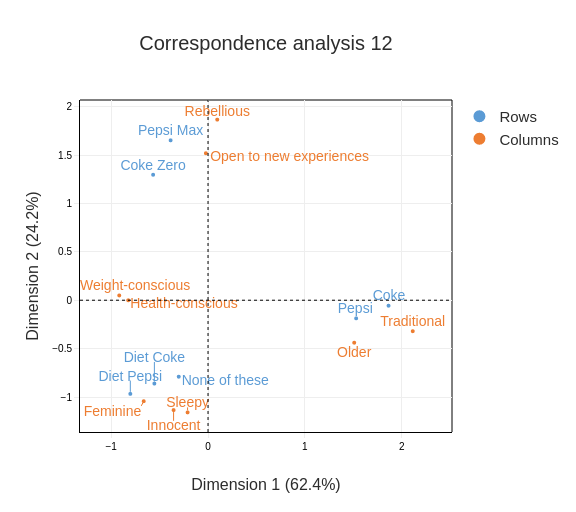 Correspondence analysis 12
Rows
Columns
Dimension 2 (24.2%)
2
1.5
1
0.5
0
−0.5
−1
Rebellious
Pepsi Max
Open to new experiences
Coke Zero
Weight-conscious
Health-conscious
Coke
Pepsi
Traditional
Older
Diet Coke
Diet Pepsi
None of these
Sleepy
Feminine
Innocent
−1
0
1
2
Dimension 1 (62.4%)